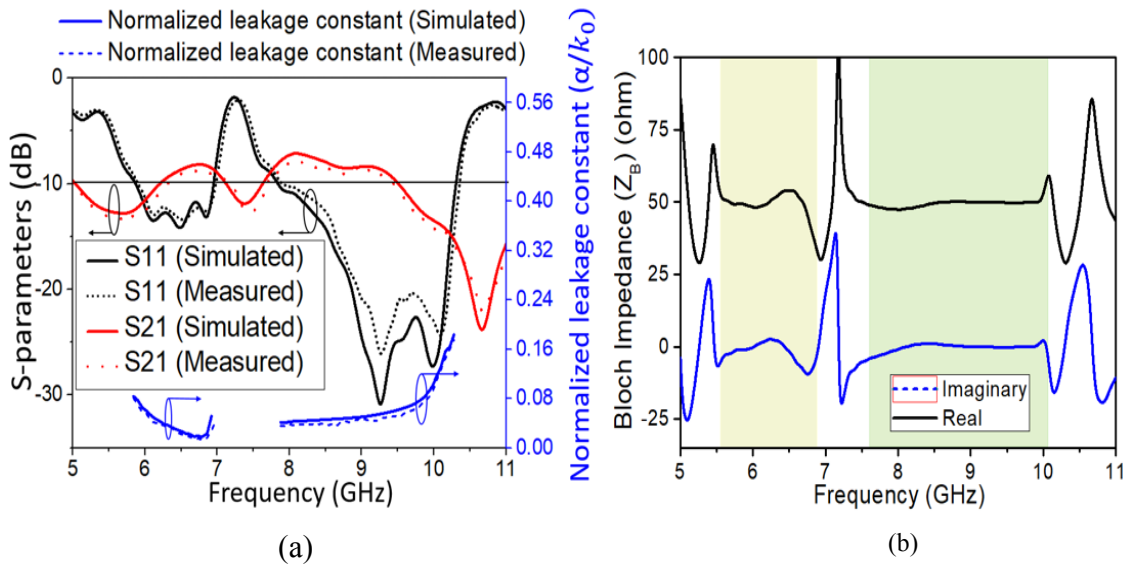 Normalized leakage constant (Simulated)
Normalized leakage constant (Measured)
S-parameters (dB)
0
-10
-20
-30
S11 (Simulated)
S11 (Measured)
S21 (Simulated)
S21 (Measured)
5 6 7 8 9 10 11
Frequency (GHz)
0.56
0.48
0.40
0.32
0.24
0.16
0.08
0.00
Normalized leakage constant (α/k₀)
(a)
Bloch Impedance (Z_B) (ohm)
100
75
50
25
0
-25
Imaginary
Real
5 6 7 8 9 10 11
Frequency (GHz)
(b)